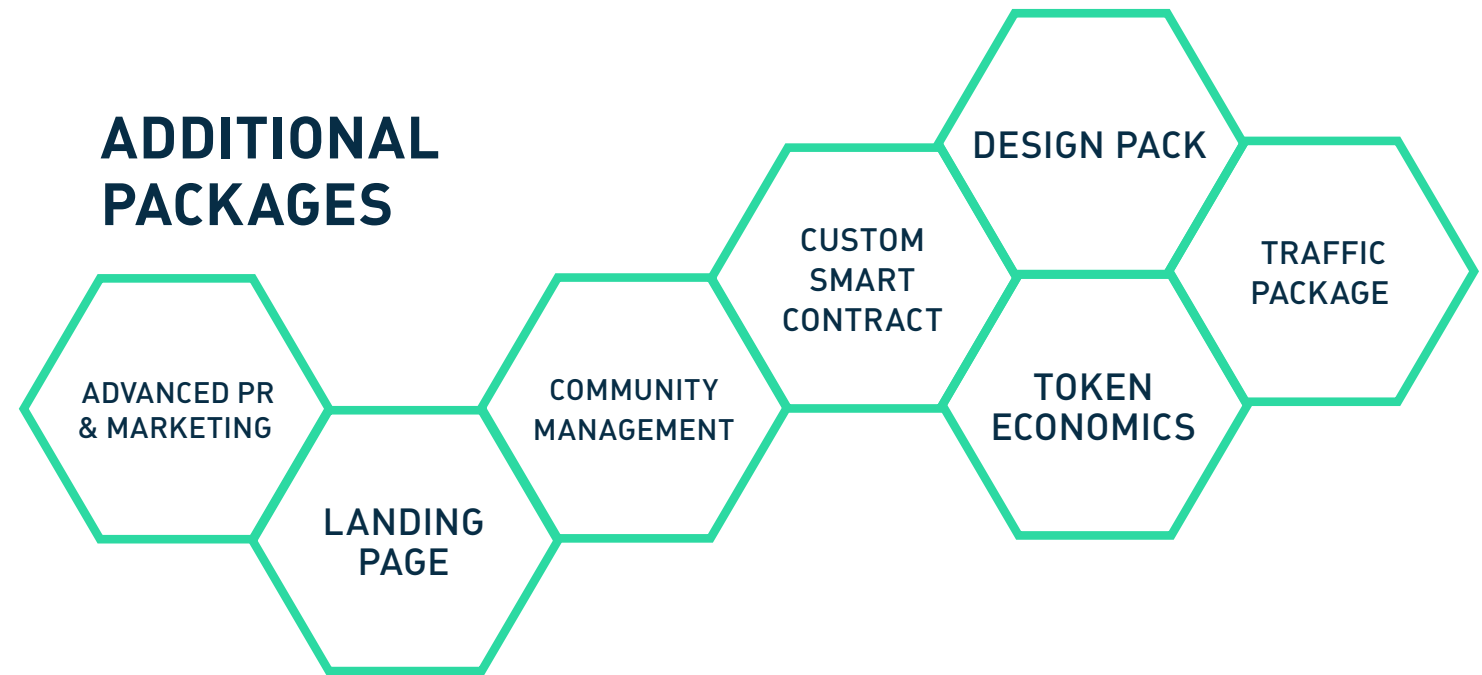 ADDITIONAL
PACKAGES
ADVANCED PR
& MARKETING
LANDING
PAGE
COMMUNITY
MANAGEMENT
CUSTOM
SMART
CONTRACT
DESIGN PACK
TOKEN
ECONOMICS
TRAFFIC
PACKAGE